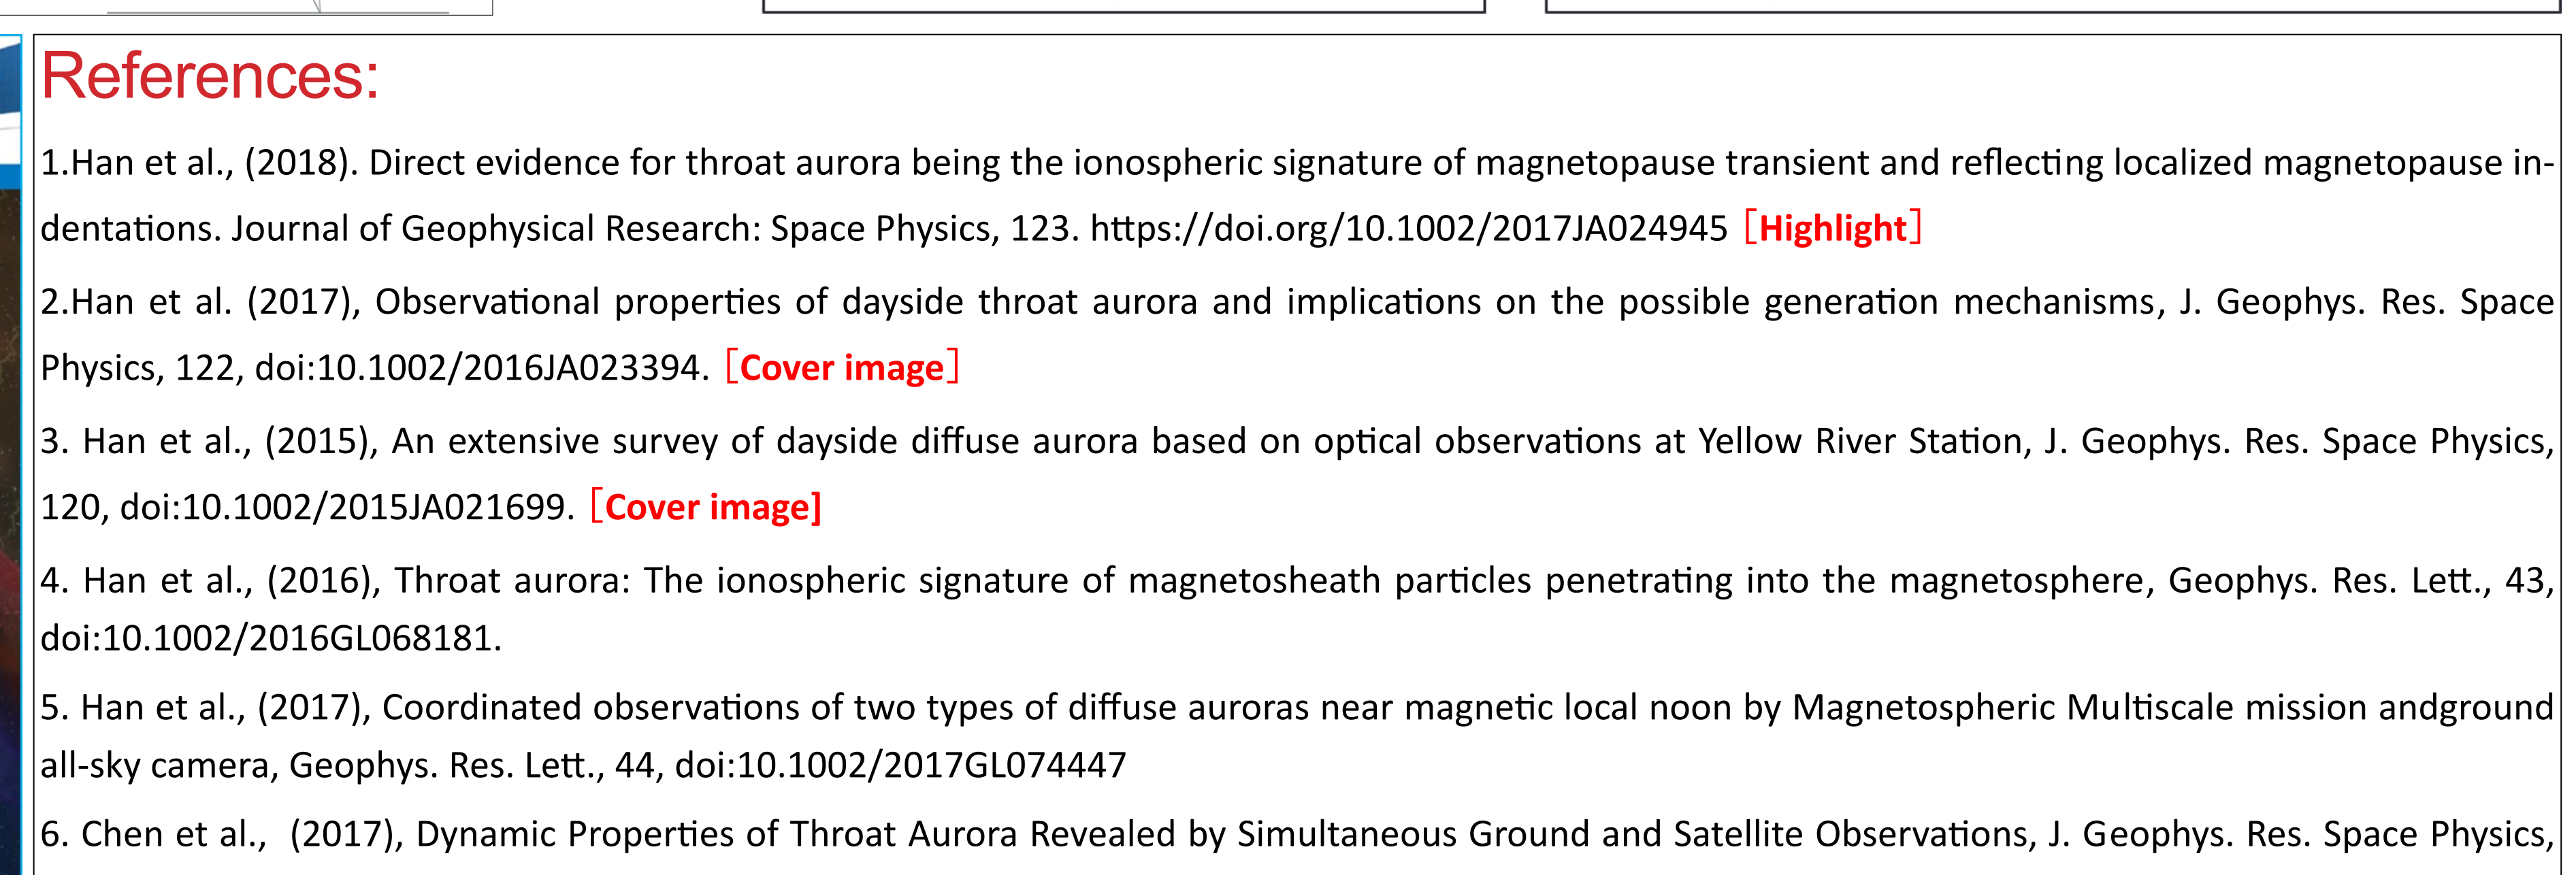 References:
1.Han et al., (2018). Direct evidence for throat aurora being the ionospheric signature of magnetopause transient and reflecting localized magnetopause in-
dentations. Journal of Geophysical Research: Space Physics, 123. https://doi.org/10.1002/2017JA024945［Highlight］
2.Han et al. (2017), Observational properties of dayside throat aurora and implications on the possible generation mechanisms, J. Geophys. Res. Space
Physics, 122, doi:10.1002/2016JA023394.［Cover image］
3. Han et al., (2015), An extensive survey of dayside diffuse aurora based on optical observations at Yellow River Station, J. Geophys. Res. Space Physics,
120, doi:10.1002/2015JA021699.［Cover image]
4. Han et al., (2016), Throat aurora: The ionospheric signature of magnetosheath particles penetrating into the magnetosphere, Geophys. Res. Lett., 43,
doi:10.1002/2016GL068181.
5. Han et al., (2017), Coordinated observations of two types of diffuse auroras near magnetic local noon by Magnetospheric Multiscale mission andground
all-sky camera, Geophys. Res. Lett., 44, doi:10.1002/2017GL074447
6. Chen et al.,  (2017), Dynamic Properties of Throat Aurora Revealed by Simultaneous Ground and Satellite Observations, J. Geophys. Res. Space Physics,